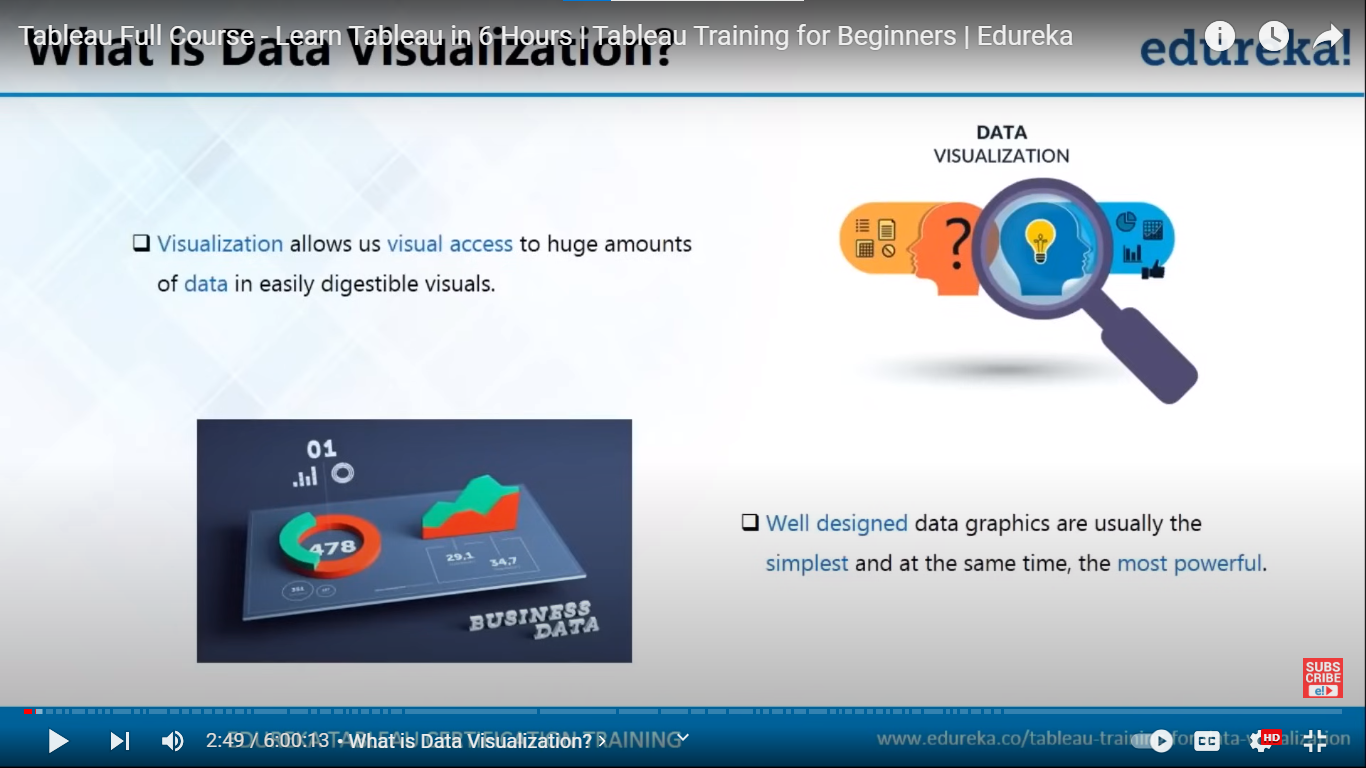 Tableau Full Course - Learn Tableau in 6 Hours | Tableau Training for Beginners | Edureka
What is Data Visualization?
edureka!
DATA
VISUALIZATION
?
❑ Visualization allows us visual access to huge amounts
of data in easily digestible visuals.
01
478
29,1
34,7
BUSINESS
DATA
❑ Well designed data graphics are usually the
simplest and at the same time, the most powerful.
SUBS
CRIBE
e!
2:49 / 6:00:13 • What is Data Visualization? >
EDUREKA TABLEAU CERTIFICATION TRAINING
www.edureka.co/tableau-training-for-data-visualization
CC
HD